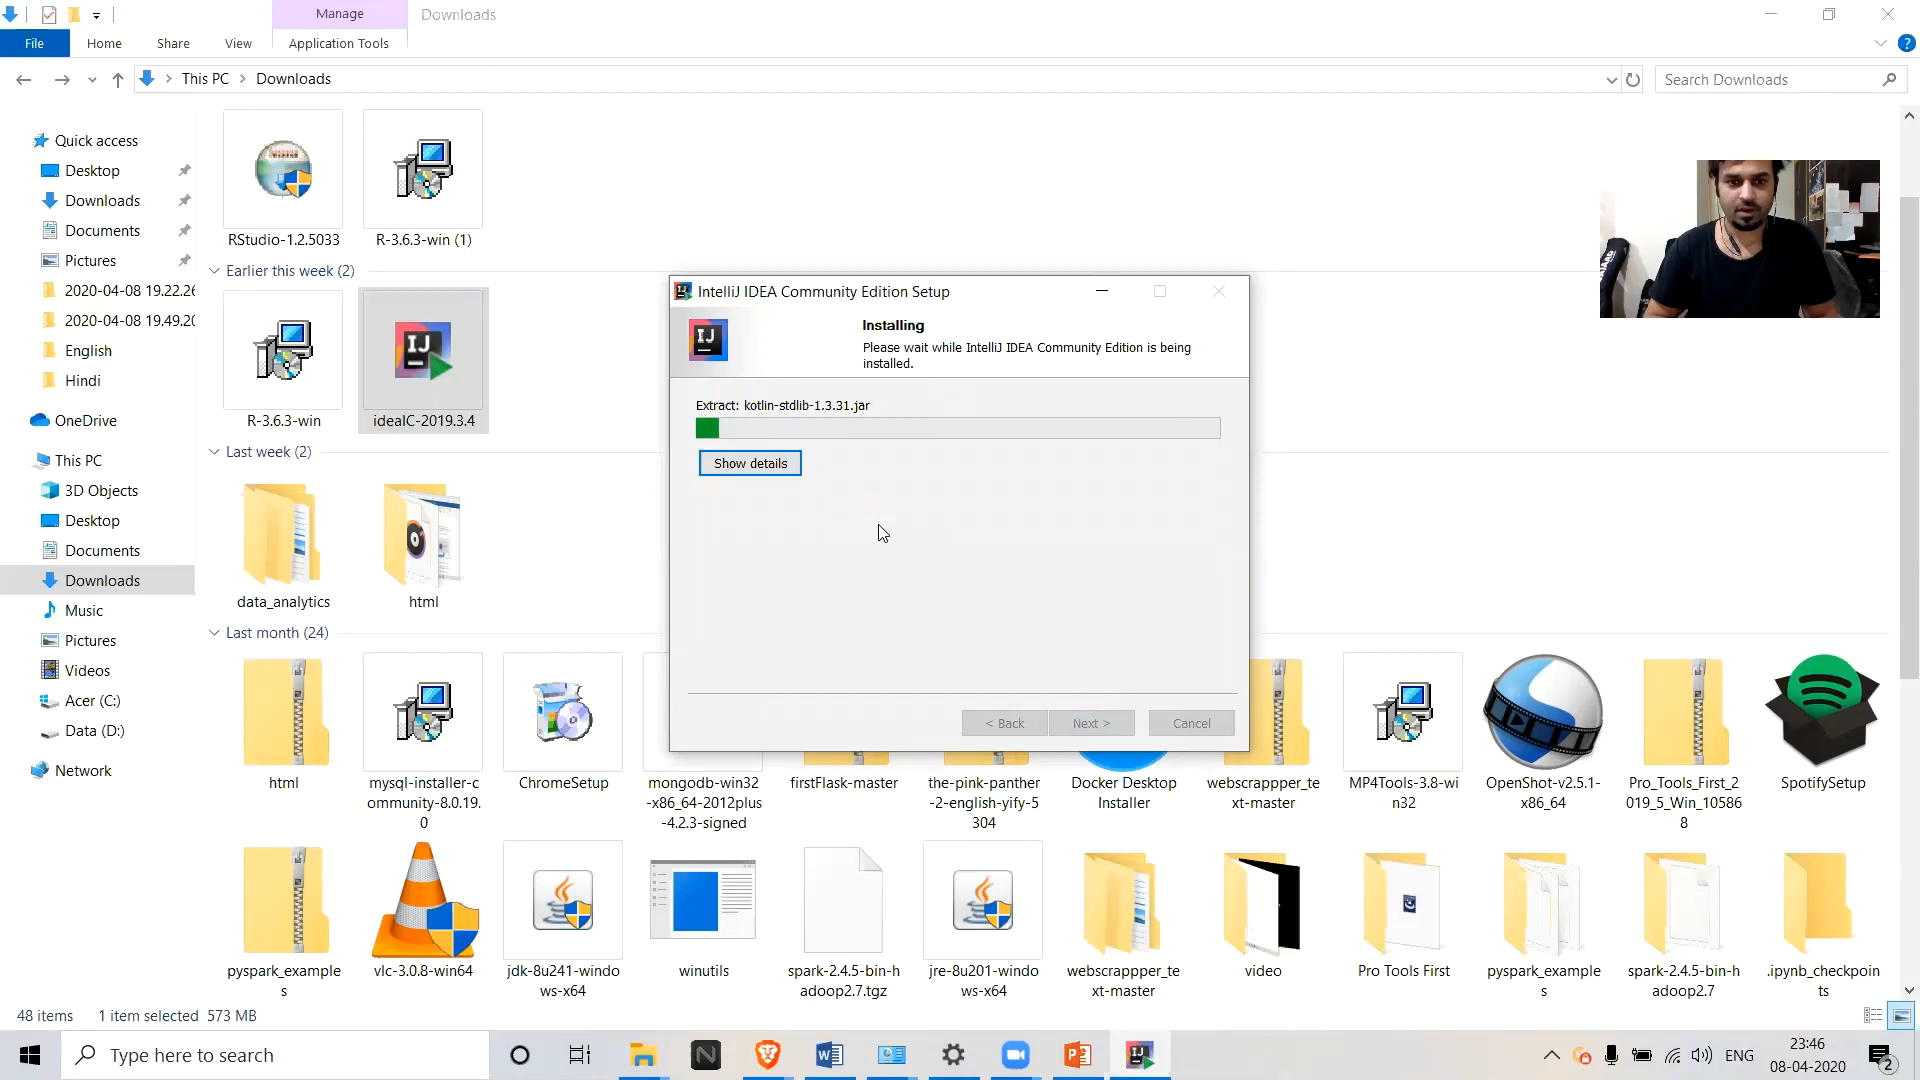 Manage
Downloads
File
Home
Share
View
Application Tools
This PC
Downloads
Search Downloads
Quick access
Desktop
Downloads
Documents
Pictures
2020-04-08 19.22.26
2020-04-08 19.49.20
English
Hindi
OneDrive
This PC
3D Objects
Desktop
Documents
Downloads
Music
Pictures
Videos
Acer (C:)
Data (D:)
Network
RStudio-1.2.5033
R-3.6.3-win (1)
Earlier this week (2)
R-3.6.3-win
ideaIC-2019.3.4
Last week (2)
data_analytics
html
Last month (24)
html
mysql-installer-c
ommunity-8.0.19.
0
ChromeSetup
mongodb-win32
-x86_64-2012plus
-4.2.3-signed
firstFlask-master
the-pink-panther
-2-english-yify-5
304
Docker Desktop
Installer
webscrappper_te
xt-master
MP4Tools-3.8-wi
n32
OpenShot-v2.5.1-
x86_64
Pro_Tools_First_2
019_5_Win_10586
8
SpotifySetup
pyspark_example
s
vlc-3.0.8-win64
jdk-8u241-windo
ws-x64
winutils
spark-2.4.5-bin-h
adoop2.7.tgz
jre-8u201-windo
ws-x64
webscrappper_te
xt-master
video
Pro Tools First
pyspark_example
s
spark-2.4.5-bin-h
adoop2.7
.ipynb_checkpoin
ts
IntelliJ IDEA Community Edition Setup
IJ
Installing
Please wait while IntelliJ IDEA Community Edition is being
installed.
Extract: kotlin-stdlib-1.3.31.jar
Show details
< Back
Next >
Cancel
48 items
1 item selected 573 MB
Type here to search
ENG
23:46
08-04-2020
2